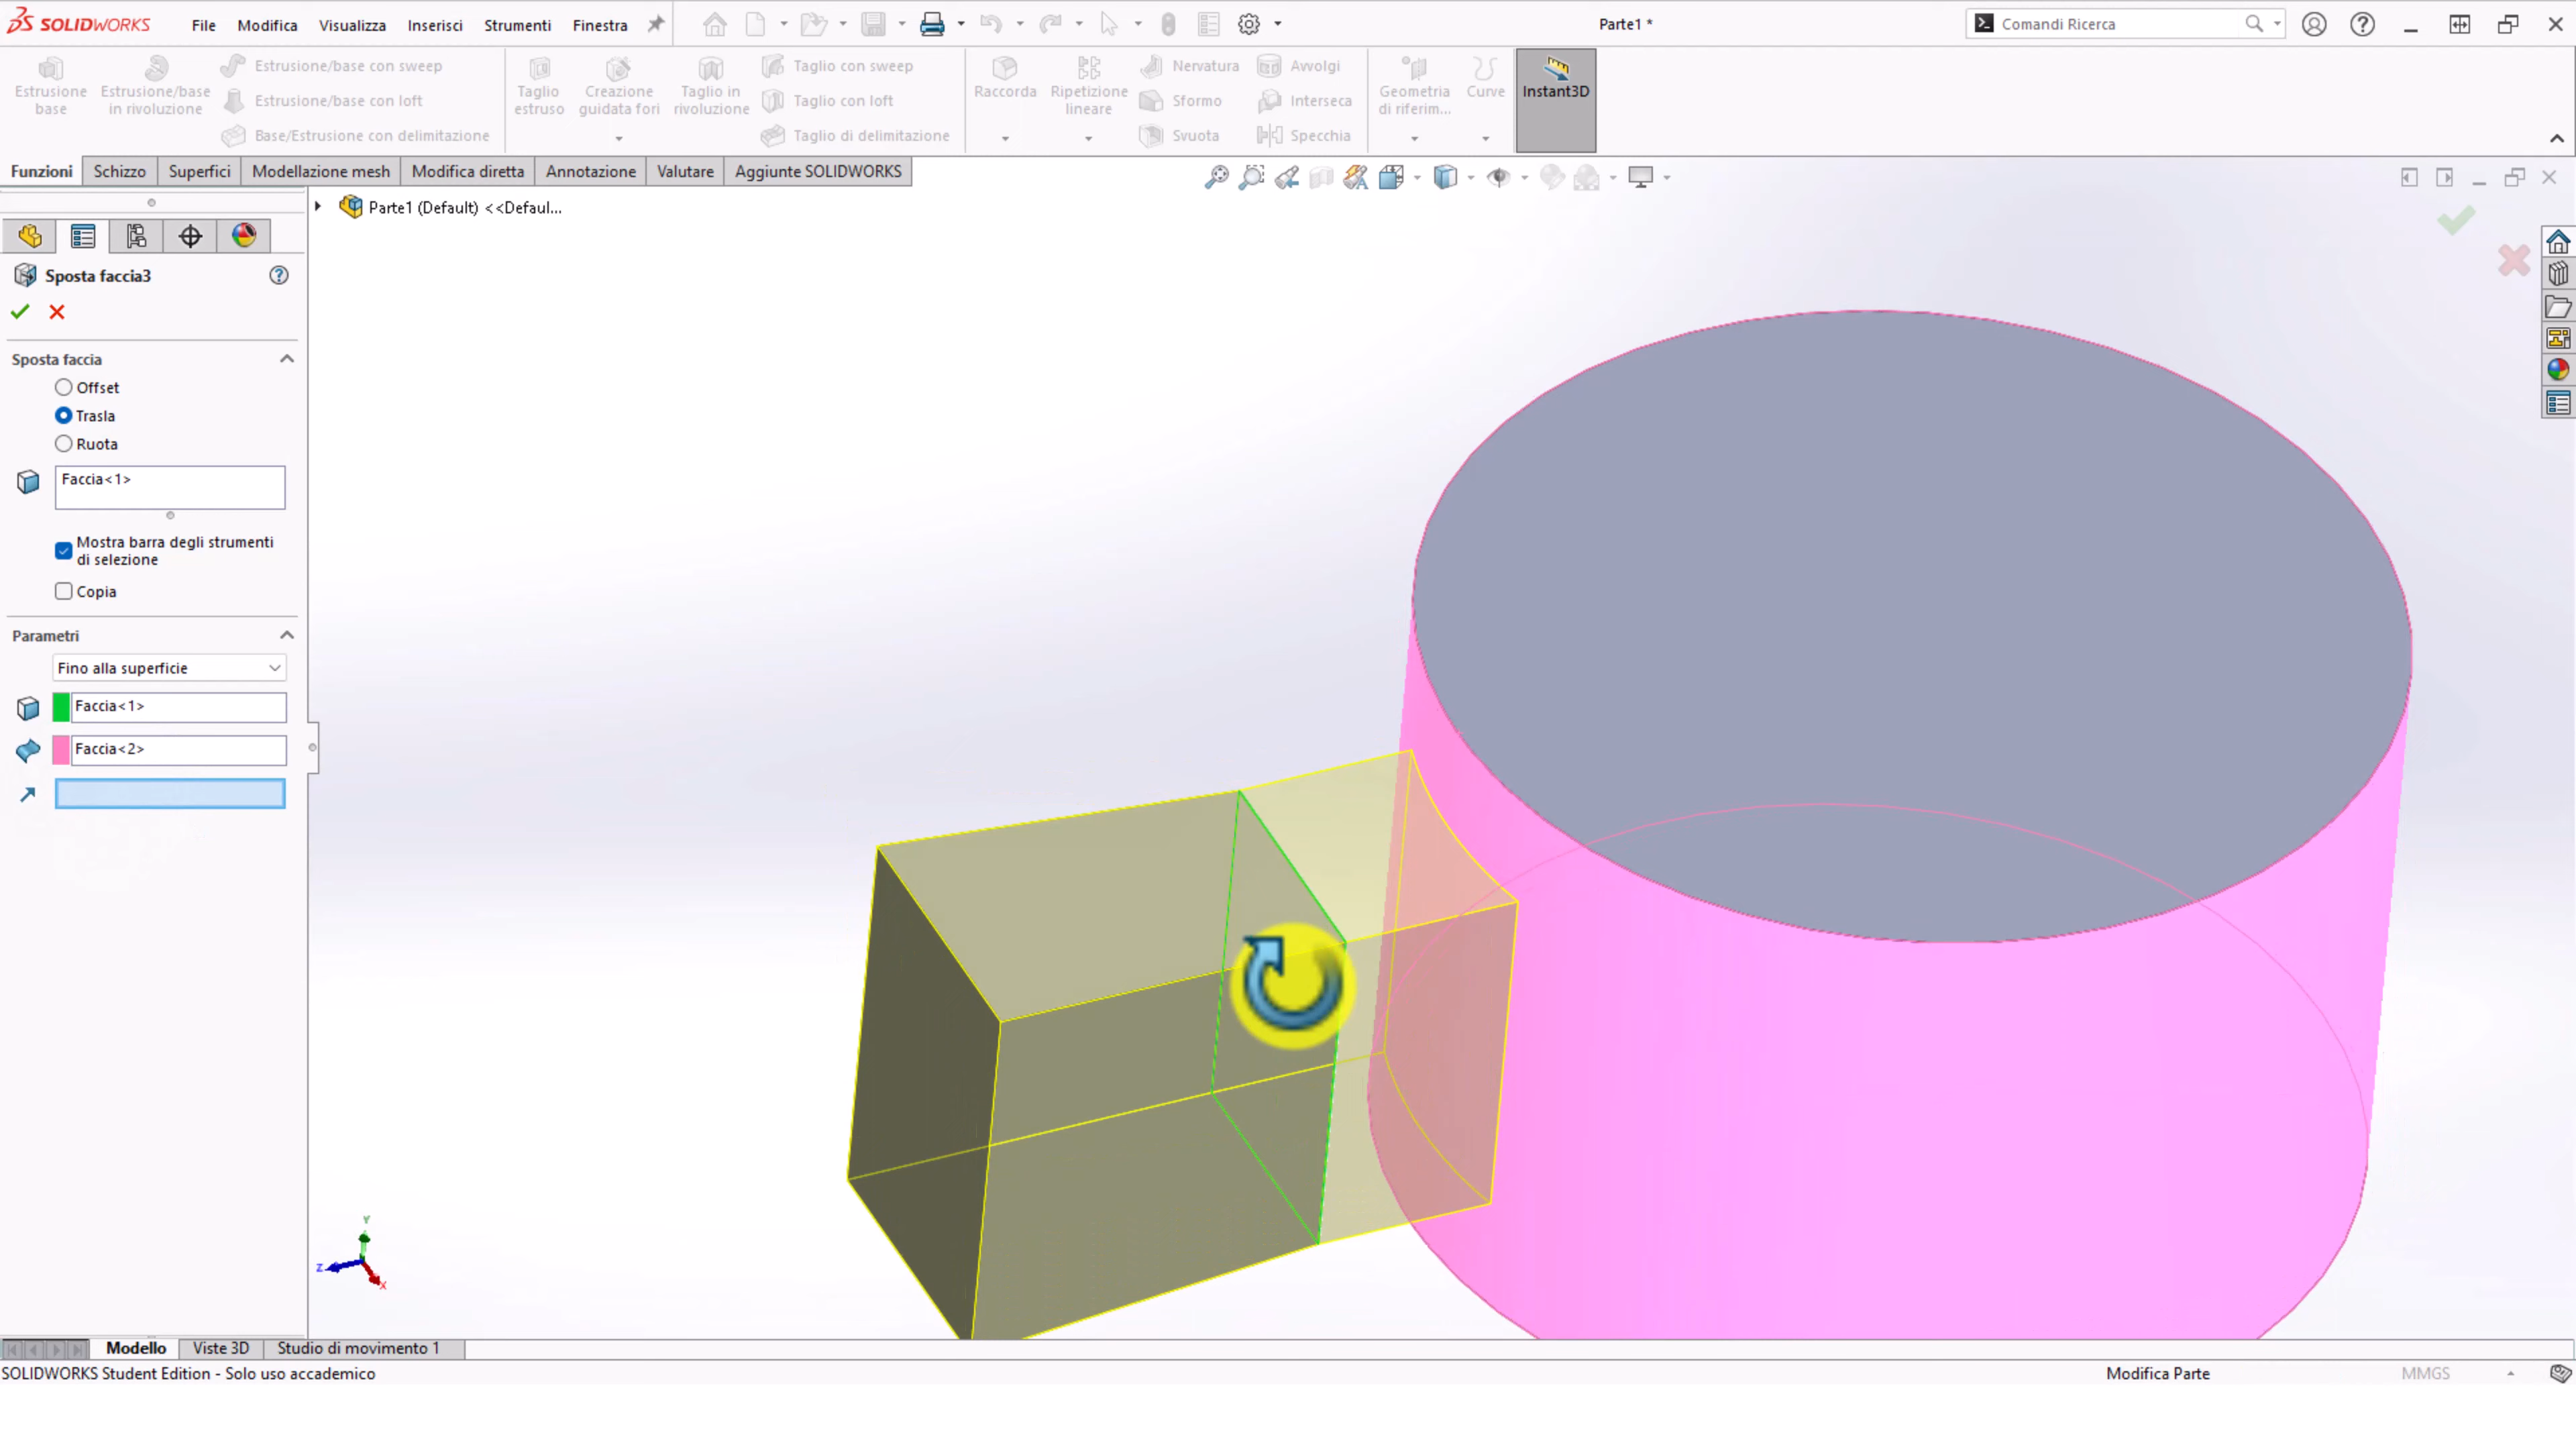 SOLIDWORKS File Modifica Visualizza Inserisci Strumenti Finestra Parte1 * Comandi Ricerca
Estrusione base
Estrusione/base in rivoluzione
Estrusione/base con sweep
Estrusione/base con loft
Base/Estrusione con delimitazione
Taglio estruso
Creazione guidata fori
Taglio in rivoluzione
Taglio con sweep
Taglio con loft
Taglio di delimitazione
Raccorda
Ripetizione lineare
Nervatura
Sformo
Svuota
Avvolgi
Interseca
Specchia
Geometria di riferim...
Curve
Instant3D
Funzioni Schizzo Superfici Modellazione mesh Modifica diretta Annotazione Valutare Aggiunte SOLIDWORKS
Parte1 (Default) <<Defaul...
Sposta faccia3
Sposta faccia
Offset
Trasla
Ruota
Faccia<1>
Mostra barra degli strumenti
di selezione
Copia
Parametri
Fino alla superficie
Faccia<1>
Faccia<2>
Y
Z
X
Modello Viste 3D Studio di movimento 1
SOLIDWORKS Student Edition - Solo uso accademico Modifica Parte MMGS